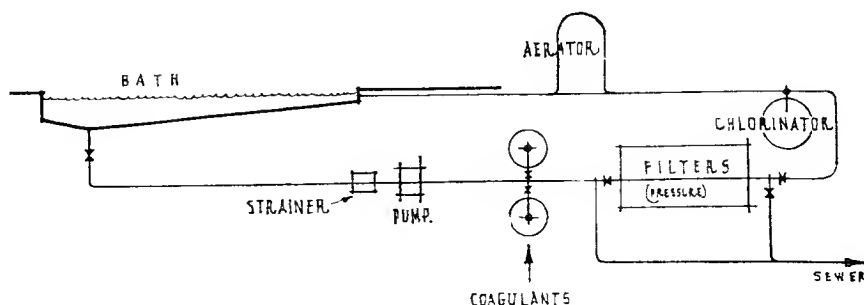 AERATOR
BATH
CHLORINATOR
FILTERS
(PRESSURE)
STRAINER
PUMP.
SEWER
COAGULANTS